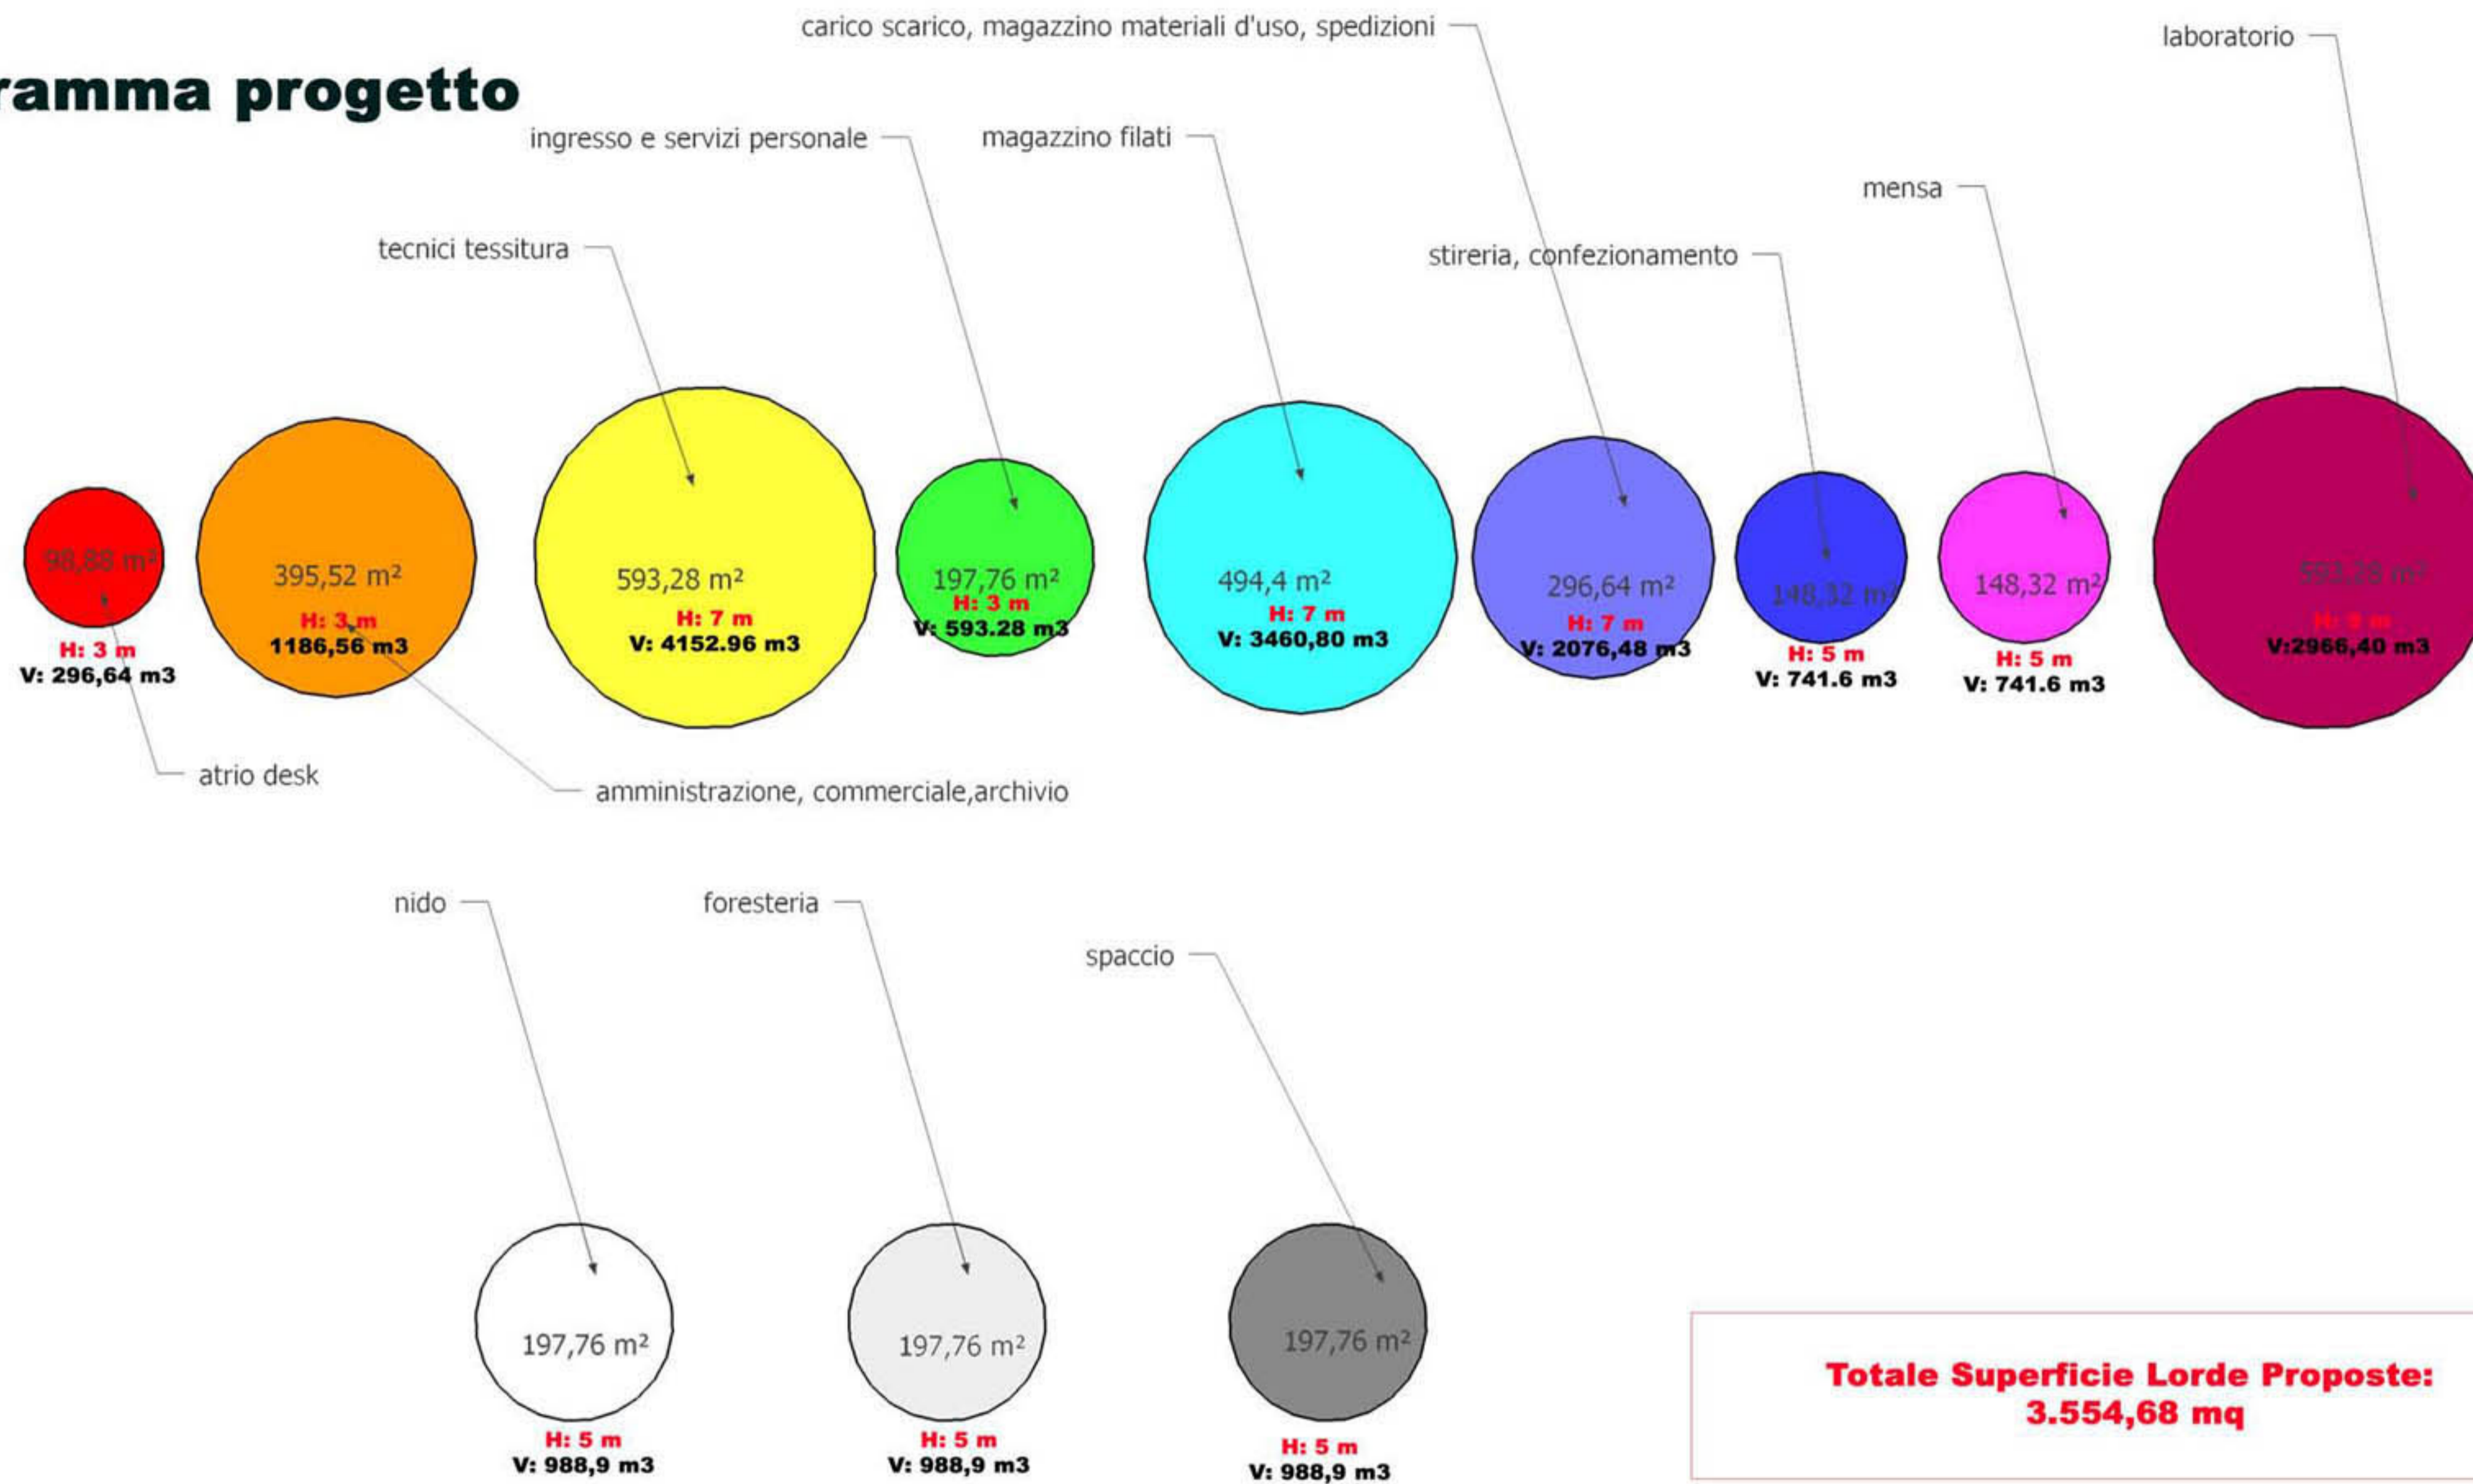 ramma progetto
carico scarico, magazzino materiali d'uso, spedizioni
laboratorio
ingresso e servizi personale
magazzino filati
mensa
tecnici tessitura
stireria, confezionamento
98,88 m²
H: 3 m
V: 296,64 m3
395,52 m²
H: 3 m
1186,56 m3
593,28 m²
H: 7 m
V: 4152.96 m3
197,76 m²
H: 3 m
V: 593.28 m3
494,4 m²
H: 7 m
V: 3460,80 m3
296,64 m²
H: 7 m
V: 2076,48 m3
148,32 m²
H: 5 m
V: 741.6 m3
148,32 m²
H: 5 m
V: 741.6 m3
593,28 m²
H: m
V:2966,40 m3
atrio desk
amministrazione, commerciale,archivio
nido
foresteria
spaccio
197,76 m²
H: 5 m
V: 988,9 m3
197,76 m²
H: 5 m
V: 988,9 m3
197,76 m²
H: 5 m
V: 988,9 m3
Totale Superficie Lorde Proposte:
3.554,68 mq